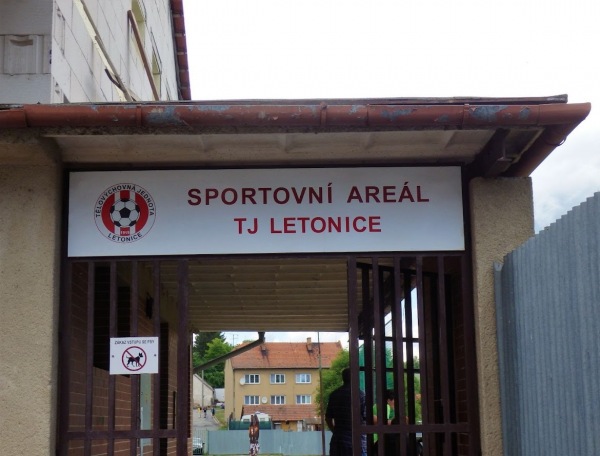 TĚLOVÝCHOVNÁ JEDNOTA
LETONICE
SPORTOVNÍ AREÁL
TJ LETONICE
ZÁKAZ VSTUPU SE PSY